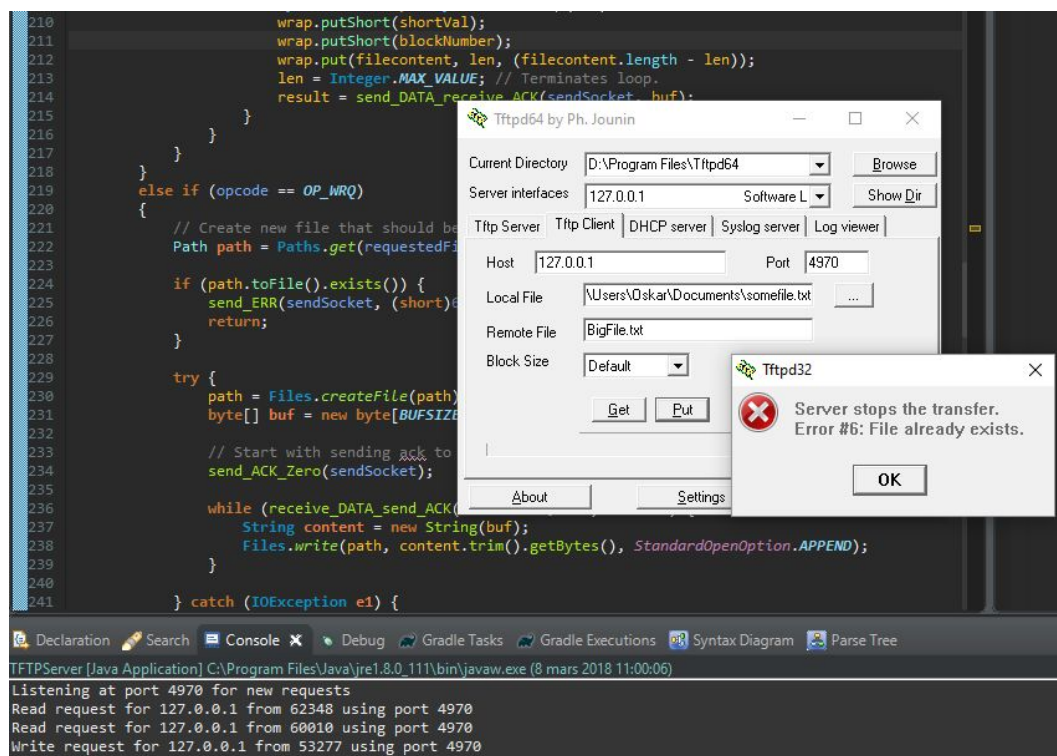 210 wrap.putShort(shortVal);
211 wrap.putShort(blockNumber);
212 wrap.put(filecontent, len, (filecontent.length - len));
213 len = Integer.MAX_VALUE; // Terminates loop.
214 result = send_DATA_receive_ACK(sendSocket, buf);
215 }
216 }
217 }
218 }
219 else if (opcode == OP_WRQ)
220 {
221 // Create new file that should be
222 Path path = Paths.get(requestedFi
223
224 if (path.toFile().exists()) {
225 send_ERR(sendSocket, (short)6
226 return;
227 }
228
229 try {
230 path = Files.createFile(path)
231 byte[] buf = new byte[BUFSIZE
232
233 // Start with sending ack to
234 send_ACK_Zero(sendSocket);
235
236 while (receive_DATA_send_ACK(
237 String content = new String(buf);
238 Files.write(path, content.trim().getBytes(), StandardOpenOption.APPEND);
239 }
240
241 } catch (IOException e1) {
Tftpd64 by Ph. Jounin
Current Directory D:\Program Files\Tftpd64 Browse
Server interfaces 127.0.0.1 Software L Show Dir
Tftp Server Tftp Client DHCP server Syslog server Log viewer
Host 127.0.0.1 Port 4970
Local File \Users\Oskar\Documents\somefile.txt ...
Remote File BigFile.txt
Block Size Default
Get Put
About Settings
Tftpd32
Server stops the transfer.
Error #6: File already exists.
OK
Declaration Search Console Debug Gradle Tasks Gradle Executions Syntax Diagram Parse Tree
TFTPServer [Java Application] C:\Program Files\Java\jre1.8.0_111\bin\javaw.exe (8 mars 2018 11:00:06)
Listening at port 4970 for new requests
Read request for 127.0.0.1 from 62348 using port 4970
Read request for 127.0.0.1 from 60010 using port 4970
Write request for 127.0.0.1 from 53277 using port 4970